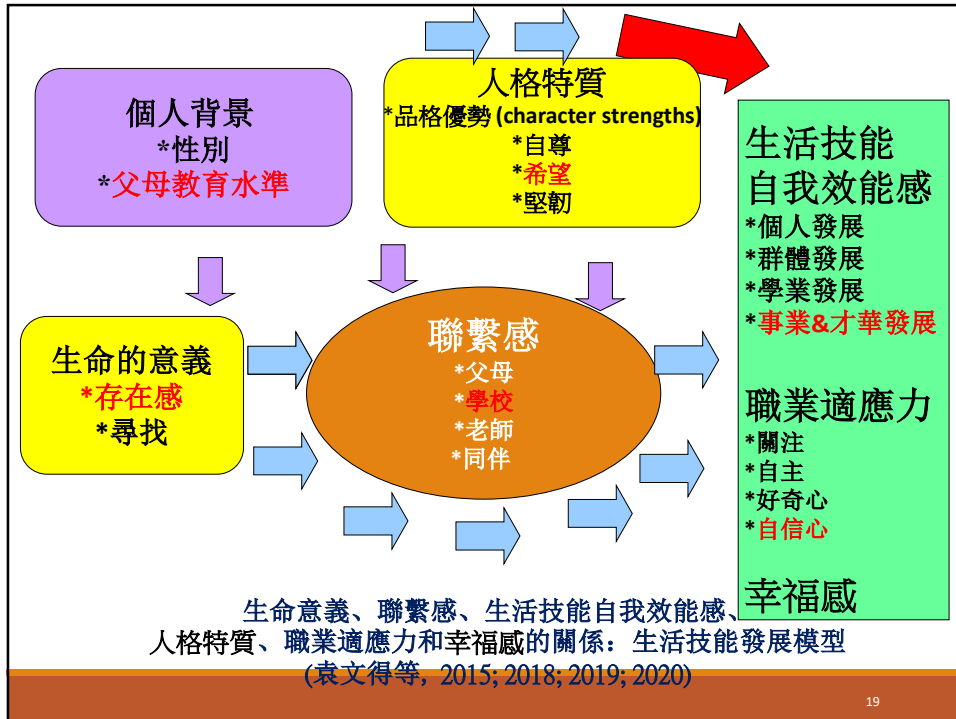 個人背景
*性別
*父母教育水準
人格特質
*品格優勢 (character strengths)
*自尊
*希望
*堅韌
生活技能
自我效能感
*個人發展
*群體發展
*學業發展
*事業&才華發展
職業適應力
*關注
*自主
*好奇心
*自信心
幸福感
生命的意義
*存在感
*尋找
聯繫感
*父母
*學校
*老師
*同伴
生命意義、聯繫感、生活技能自我效能感、
人格特質、職業適應力和幸福感的關係：生活技能發展模型
(袁文得等, 2015; 2018; 2019; 2020)
19